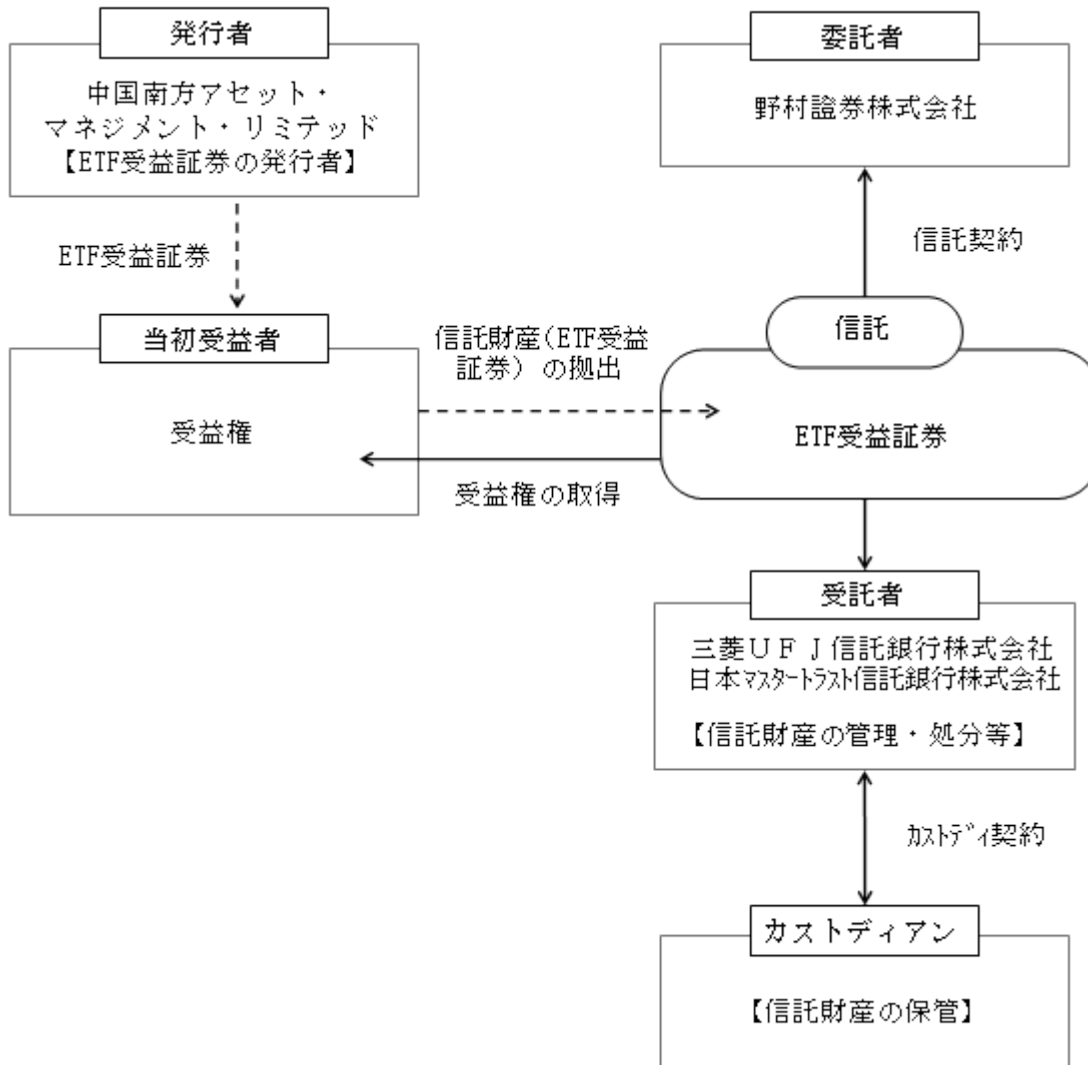 発行者
中国南方アセット・
マネジメント・リミテッド
【ETF受益証券の発行者】
委託者
野村證券株式会社
ETF受益証券
信託契約
当初受益者
受益権
信託財産(ETF受益
証券) の拠出
受益権の取得
信託
ETF受益証券
受託者
三菱ＵＦＪ信託銀行株式会社
日本ﾏｽﾀｰﾄﾗｽﾄ信託銀行株式会社
【信託財産の管理・処分等】
ｶｽﾄﾃﾞｨ契約
カストディアン
【信託財産の保管】